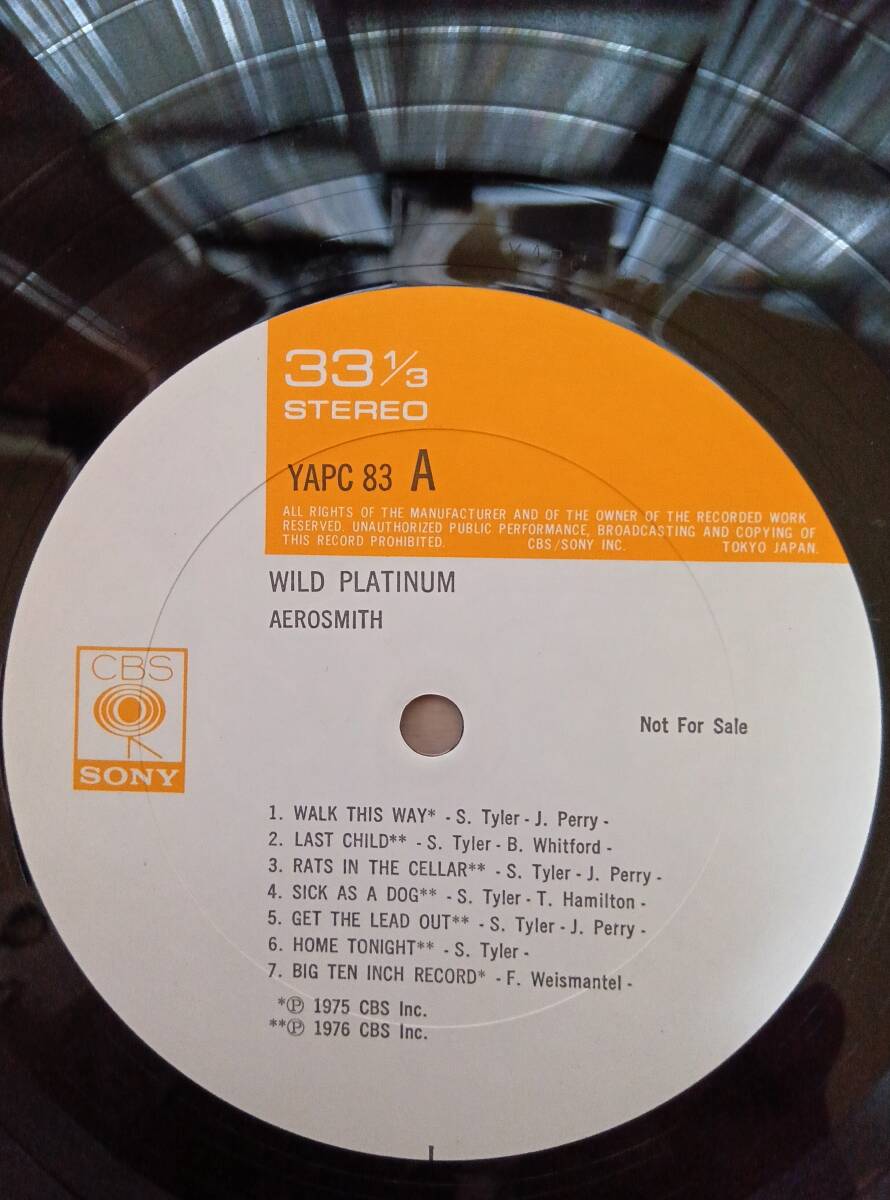 33 1/3
STEREO
YAPC 83 A
ALL RIGHTS OF THE MANUFACTURER AND OF THE OWNER OF THE RECORDED WORK
RESERVED. UNAUTHORIZED PUBLIC PERFORMANCE, BROADCASTING AND COPYING OF
THIS RECORD PROHIBITED. CBS/SONY INC. TOKYO JAPAN.
WILD PLATINUM
AEROSMITH
CBS
SONY
Not For Sale
1. WALK THIS WAY* - S. Tyler - J. Perry -
2. LAST CHILD** - S. Tyler - B. Whitford -
3. RATS IN THE CELLAR** - S. Tyler - J. Perry -
4. SICK AS A DOG** - S. Tyler - T. Hamilton -
5. GET THE LEAD OUT** - S. Tyler - J. Perry -
6. HOME TONIGHT** - S. Tyler -
7. BIG TEN INCH RECORD* - F. Weismantel -
*Ⓟ 1975 CBS Inc.
**Ⓟ 1976 CBS Inc.